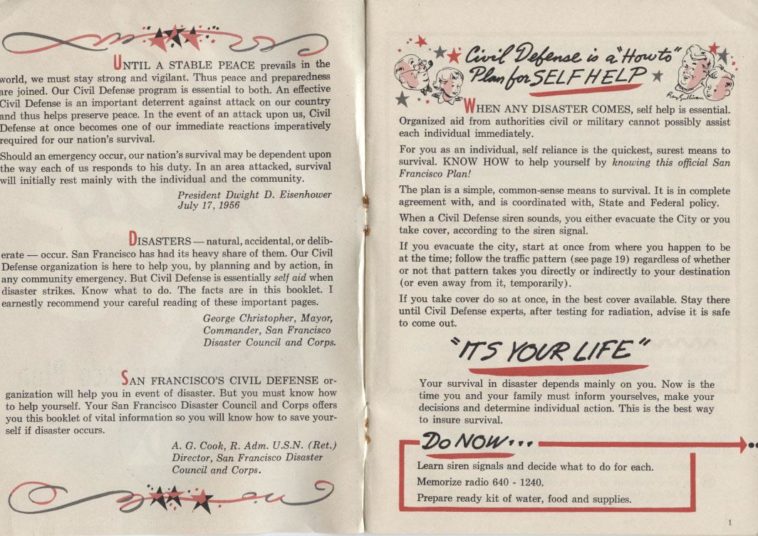 UNTIL A STABLE PEACE prevails in the
world, we must stay strong and vigilant. Thus peace and preparedness
are joined. Our Civil Defense program is essential to both. An effective
Civil Defense is an important deterrent against attack on our country
and thus helps preserve peace. In the event of an attack upon us, Civil
Defense at once becomes one of our immediate reactions imperatively
required for our nation's survival.
Should an emergency occur, our nation's survival may be dependent upon
the way each of us responds to his duty. In an area attacked, survival
will initially rest mainly with the individual and the community.
President Dwight D. Eisenhower
July 17, 1956
DISASTERS — natural, accidental, or delib-
erate — occur. San Francisco has had its heavy share of them. Our Civil
Defense organization is here to help you, by planning and by action, in
any community emergency. But Civil Defense is essentially self aid when
disaster strikes. Know what to do. The facts are in this booklet. I
earnestly recommend your careful reading of these important pages.
George Christopher, Mayor,
Commander, San Francisco
Disaster Council and Corps.
SAN FRANCISCO'S CIVIL DEFENSE or-
ganization will help you in event of disaster. But you must know how
to help yourself. Your San Francisco Disaster Council and Corps offers
you this booklet of vital information so you will know how to save your-
self if disaster occurs.
A. G. Cook, R. Adm. U.S.N. (Ret.)
Director, San Francisco Disaster
Council and Corps.
Civil Defense is a "How to"
Plan for SELF HELP
WHEN ANY DISASTER COMES, self help is essential.
Organized aid from authorities civil or military cannot possibly assist
each individual immediately.
For you as an individual, self reliance is the quickest, surest means to
survival. KNOW HOW to help yourself by knowing this official San
Francisco Plan!
The plan is a simple, common-sense means to survival. It is in complete
agreement with, and is coordinated with, State and Federal policy.
When a Civil Defense siren sounds, you either evacuate the City or you
take cover, according to the siren signal.
If you evacuate the city, start at once from where you happen to be
at the time; follow the traffic pattern (see page 19) regardless of whether
or not that pattern takes you directly or indirectly to your destination
(or even away from it, temporarily).
If you take cover do so at once, in the best cover available. Stay there
until Civil Defense experts, after testing for radiation, advise it is safe
to come out.
"ITS YOUR LIFE"
Your survival in disaster depends mainly on you. Now is the
time you and your family must inform yourselves, make your
decisions and determine individual action. This is the best way
to insure survival.
DO NOW...
Learn siren signals and decide what to do for each.
Memorize radio 640 - 1240.
Prepare ready kit of water, food and supplies.
1